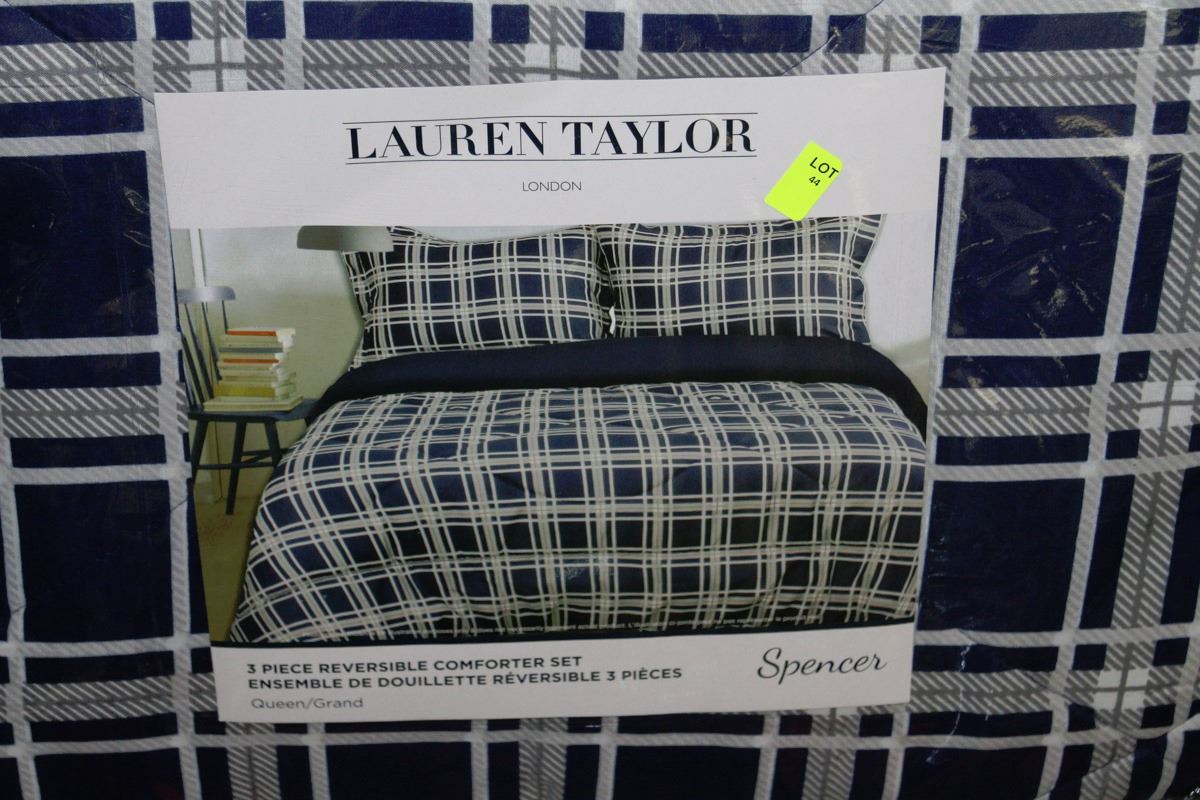 LAUREN TAYLOR
LONDON
LOT
44
3 PIECE REVERSIBLE COMFORTER SET
ENSEMBLE DE DOUILLETTE RÉVERSIBLE 3 PIÈCES
Queen/Grand
Spencer